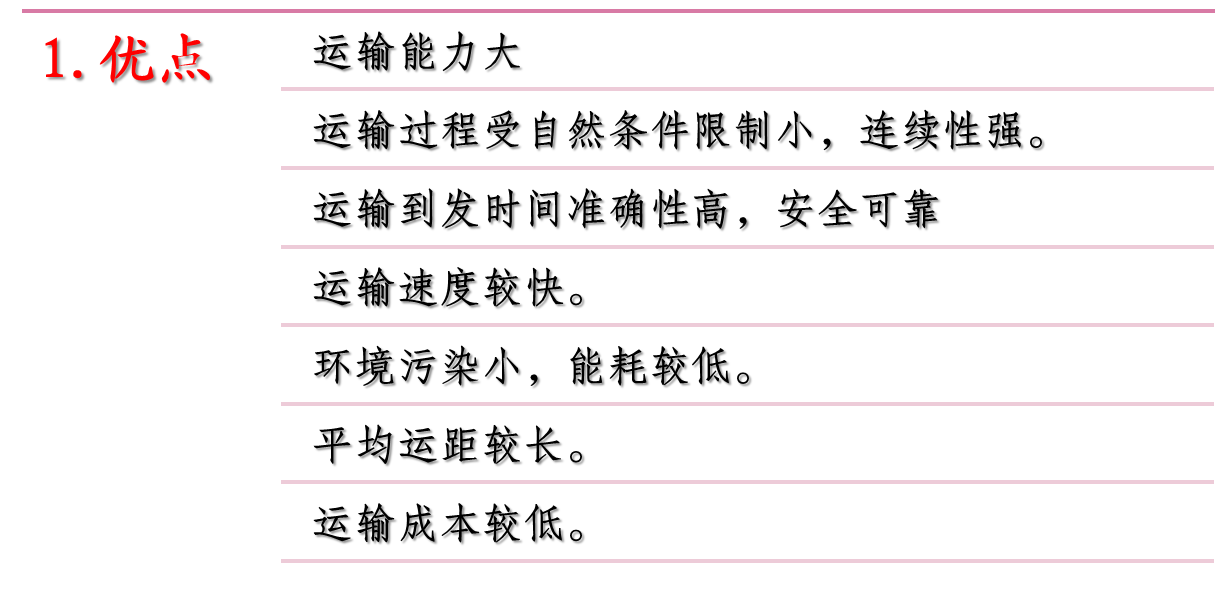 1.优点
运输能力大
运输过程受自然条件限制小，连续性强。
运输到发时间准确性高，安全可靠
运输速度较快。
环境污染小，能耗较低。
平均运距较长。
运输成本较低。